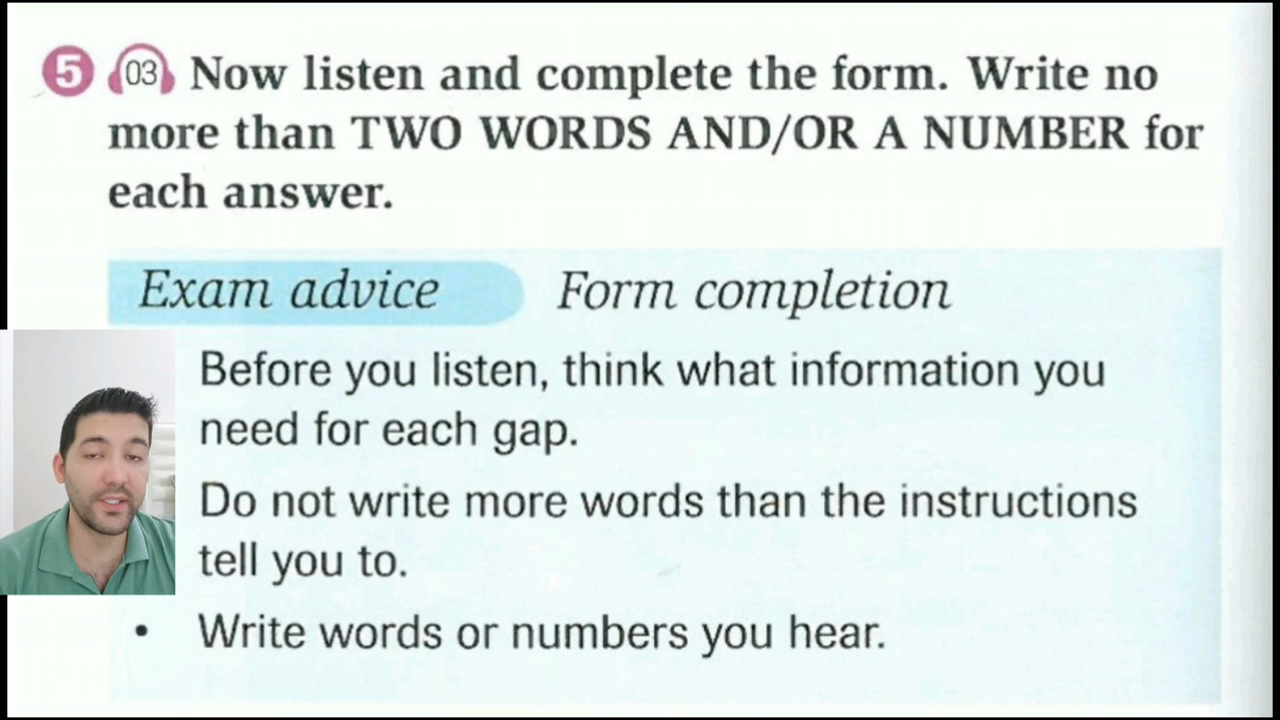 5 03 Now listen and complete the form. Write no
more than TWO WORDS AND/OR A NUMBER for
each answer.
Exam advice Form completion
Before you listen, think what information you
need for each gap.
Do not write more words than the instructions
tell you to.
• Write words or numbers you hear.